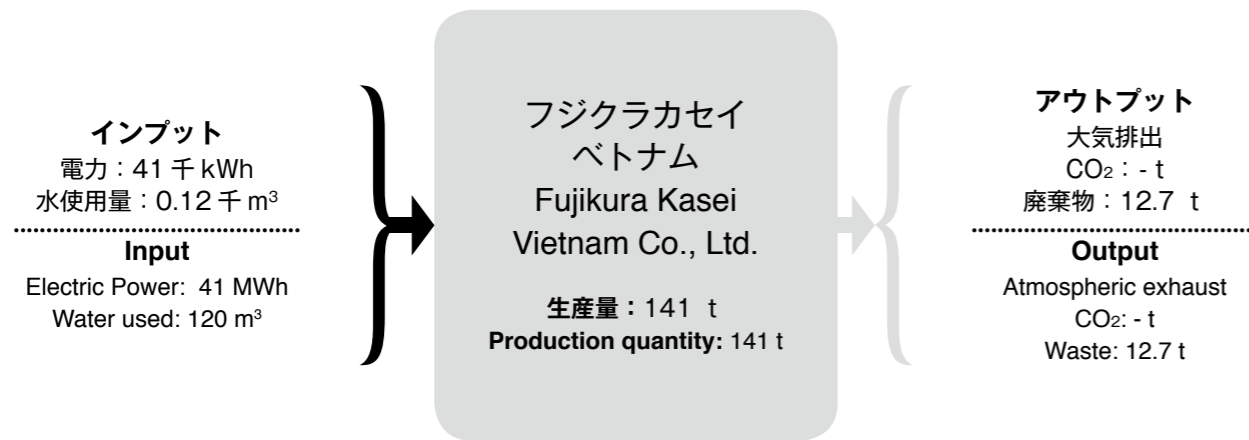 インプット
電力：41 千 kWh
水使用量：0.12 千 m³
Input
Electric Power: 41 MWh
Water used: 120 m³
フジクラカセイ
ベトナム
Fujikura Kasei
Vietnam Co., Ltd.
生産量：141 t
Production quantity: 141 t
アウトプット
大気排出
CO₂：- t
廃棄物：12.7 t
Output
Atmospheric exhaust
CO₂: - t
Waste: 12.7 t